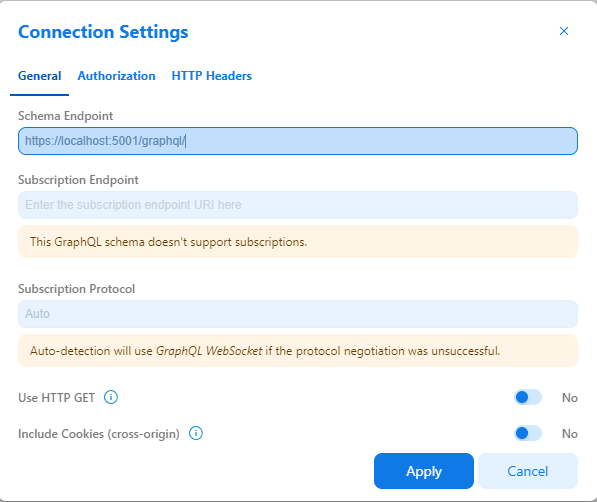 Connection Settings
General Authorization HTTP Headers
Schema Endpoint
https://localhost:5001/graphql/
Subscription Endpoint
Enter the subscription endpoint URI here
This GraphQL schema doesn't support subscriptions.
Subscription Protocol
Auto
Auto-detection will use GraphQL WebSocket if the protocol negotiation was unsuccessful.
Use HTTP GET No
Include Cookies (cross-origin) No
Apply Cancel